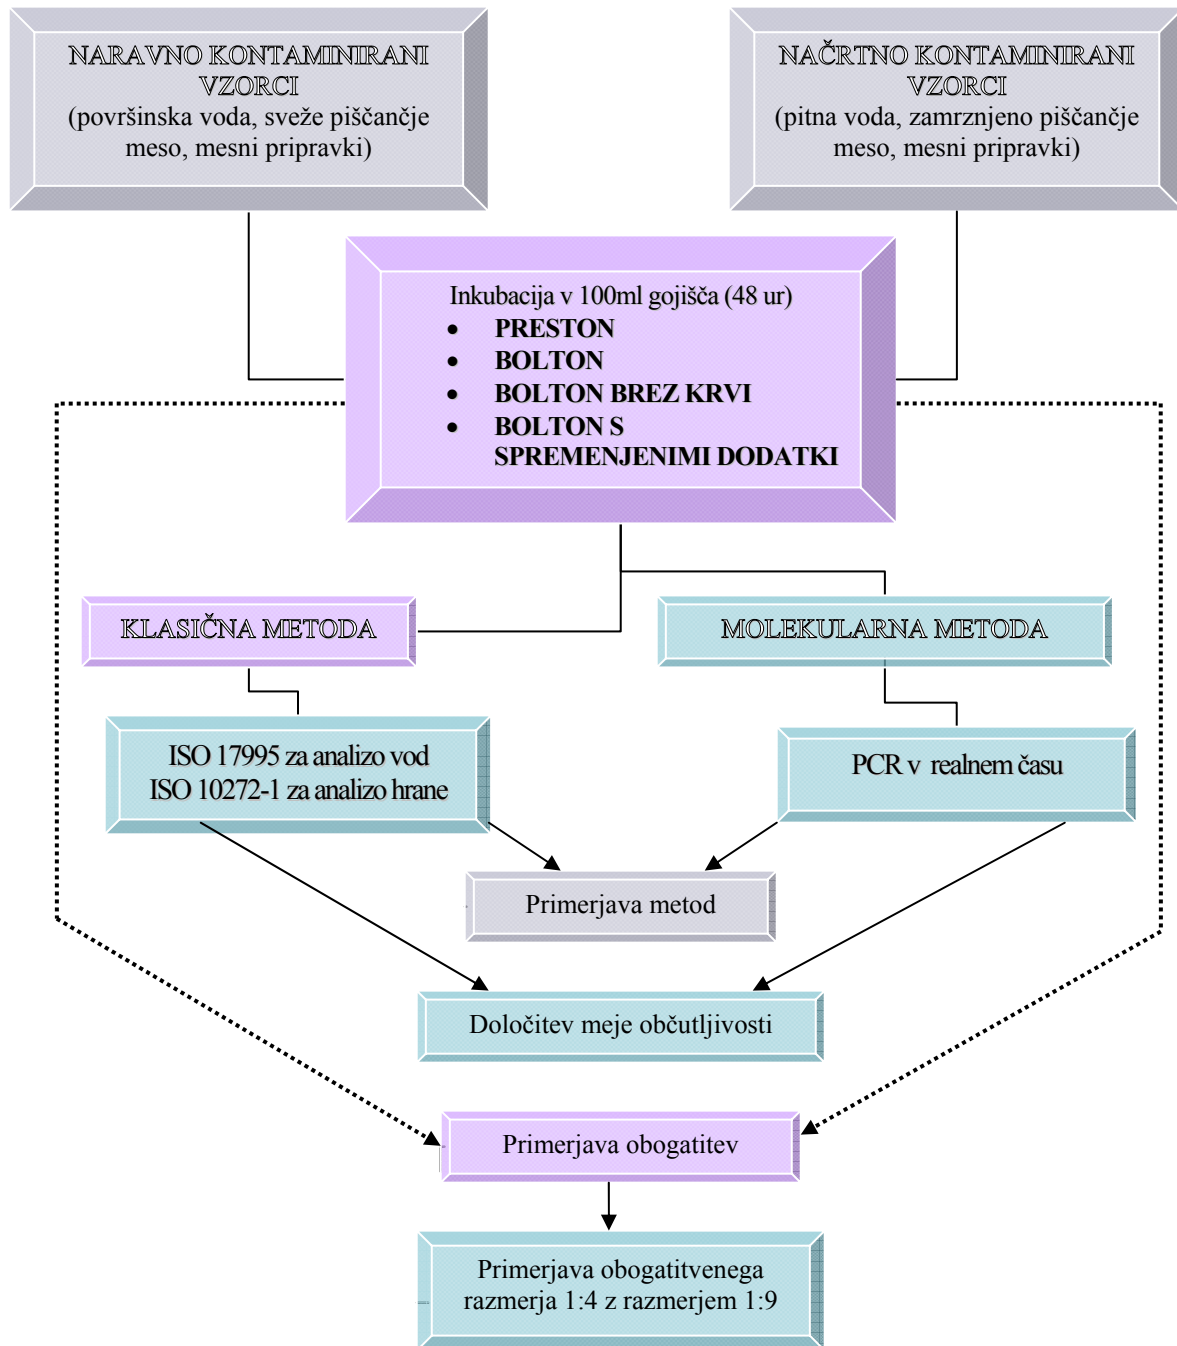 NARAVNO KONTAMINIRANI
VZORCI
(površinska voda, sveže piščančje
meso, mesni pripravki)
NAČRTNO KONTAMINIRANI
VZORCI
(pitna voda, zamrznjeno piščančje
meso, mesni pripravki)
Inkubacija v 100ml gojišča (48 ur)
• PRESTON
• BOLTON
• BOLTON BREZ KRVI
• BOLTON S
SPREMENJENIMI DODATKI
KLASIČNA METODA
MOLEKULARNA METODA
ISO 17995 za analizo vod
ISO 10272-1 za analizo hrane
PCR v realnem času
Primerjava metod
Določitev meje občutljivosti
Primerjava obogatitev
Primerjava obogatitvenega
razmerja 1:4 z razmerjem 1:9